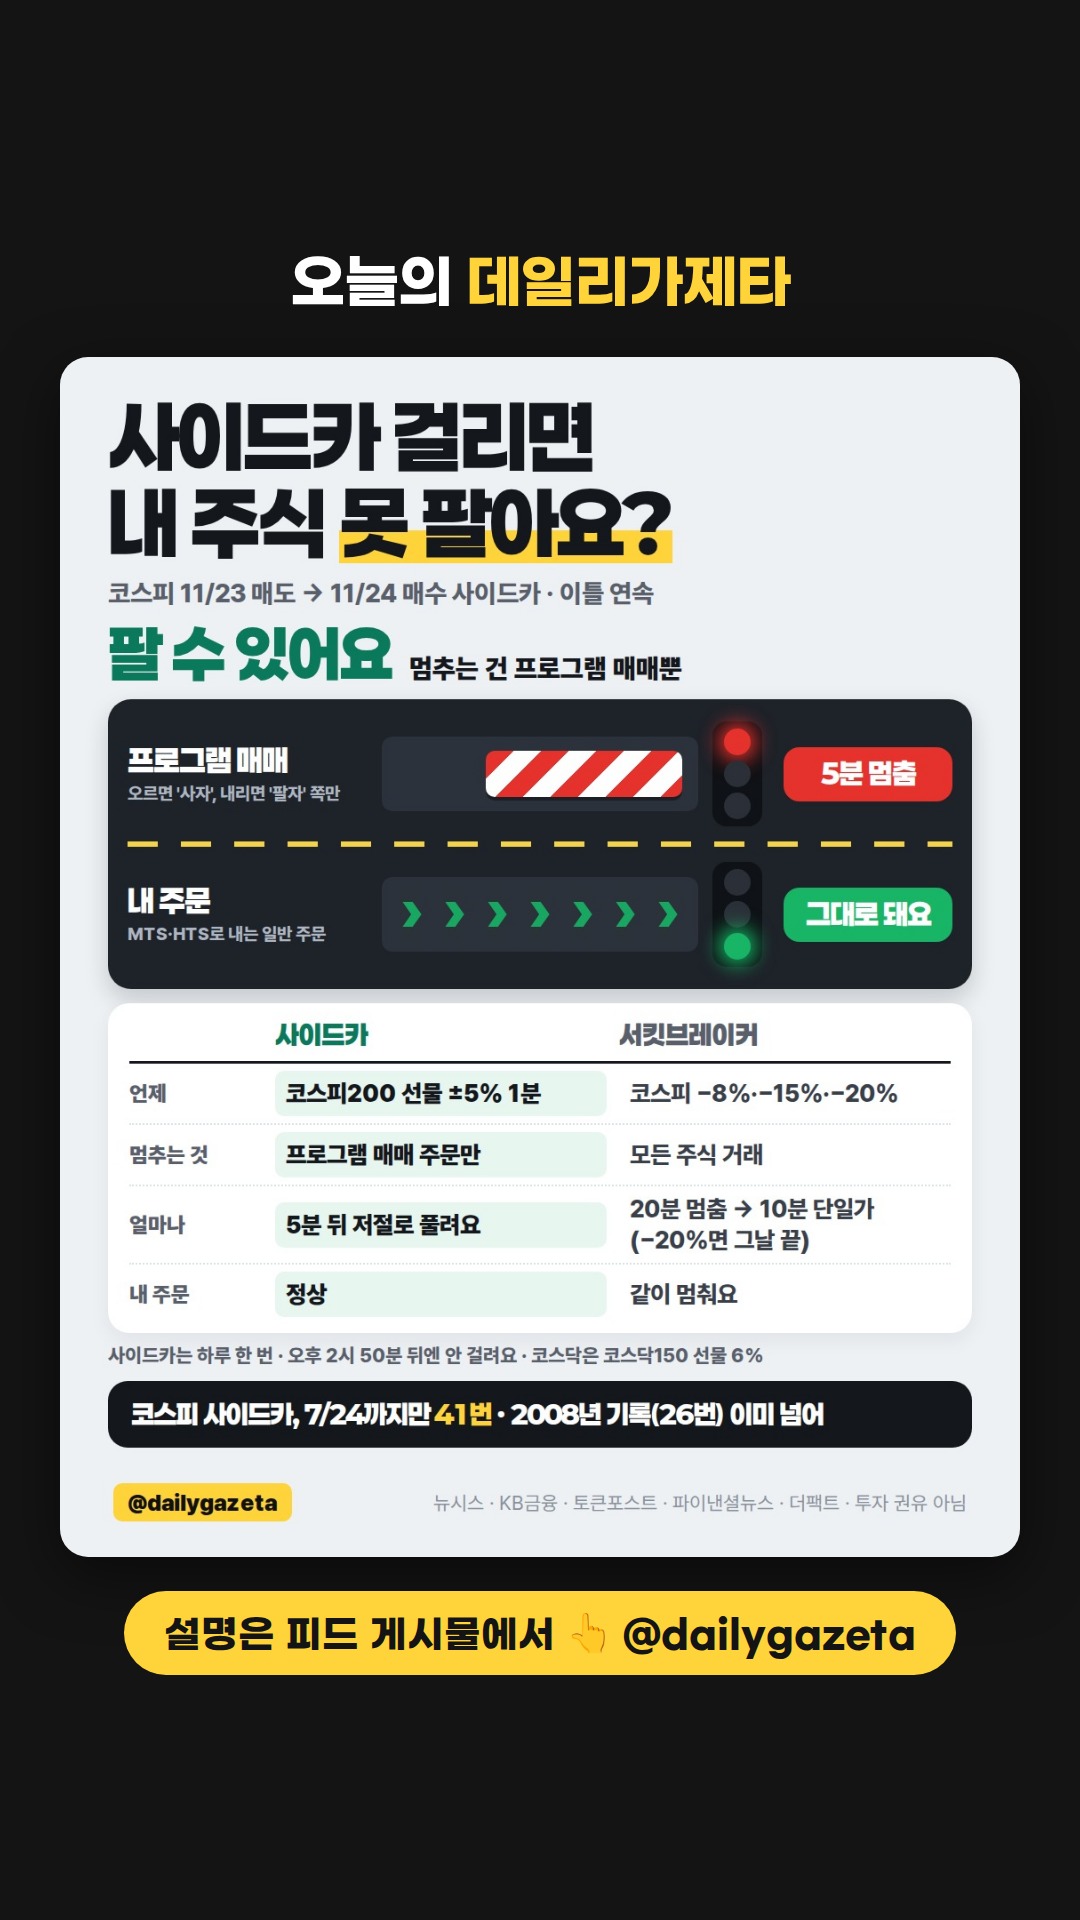 오늘의 데일리가제타
사이드카 걸리면
내 주식 못 팔아요?
코스피 11/23 매도 → 11/24 매수 사이드카 · 이틀 연속
팔 수 있어요 멈추는 건 프로그램 매매뿐
프로그램 매매
오르면 '사자', 내리면 '팔자' 쪽만
5분 멈춤
내 주문
MTS·HTS로 내는 일반 주문
그대로 돼요
사이드카 서킷브레이커
언제 코스피200 선물 ±5% 1분 코스피 −8%·−15%·−20%
멈추는 것 프로그램 매매 주문만 모든 주식 거래
얼마나 5분 뒤 저절로 풀려요 20분 멈춤 → 10분 단일가
(−20%면 그날 끝)
내 주문 정상 같이 멈춰요
사이드카는 하루 한 번 · 오후 2시 50분 뒤엔 안 걸려요 · 코스닥은 코스닥150 선물 6%
코스피 사이드카, 7/24까지만 41번 · 2008년 기록(26번) 이미 넘어
@dailygazeta
뉴시스 · KB금융 · 토큰포스트 · 파이낸셜뉴스 · 더팩트 · 투자 권유 아님
설명은 피드 게시물에서 👆 @dailygazeta